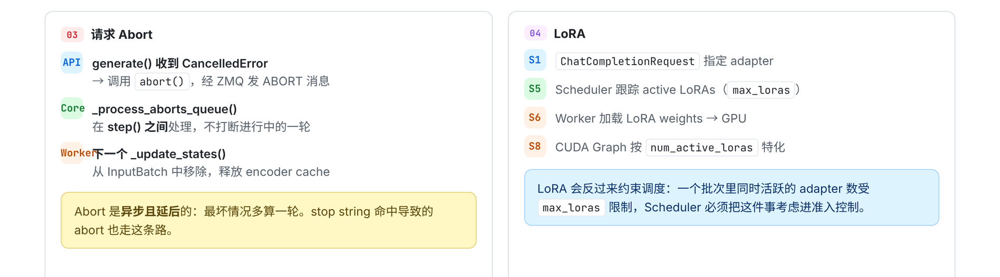 03 请求 Abort
API generate() 收到 CancelledError
→ 调用 abort()，经 ZMQ 发 ABORT 消息
Core _process_aborts_queue()
在 step() 之间处理，不打断进行中的一轮
Worker 下一个 _update_states()
从 InputBatch 中移除，释放 encoder cache
Abort 是异步且延后的：最坏情况多算一轮。stop string 命中导致的
abort 也走这条路。
04 LoRA
S1 ChatCompletionRequest 指定 adapter
S5 Scheduler 跟踪 active LoRAs（max_loras）
S6 Worker 加载 LoRA weights → GPU
S8 CUDA Graph 按 num_active_loras 特化
LoRA 会反过来约束调度：一个批次里同时活跃的 adapter 数受
max_loras 限制，Scheduler 必须把这件事考虑进准入控制。